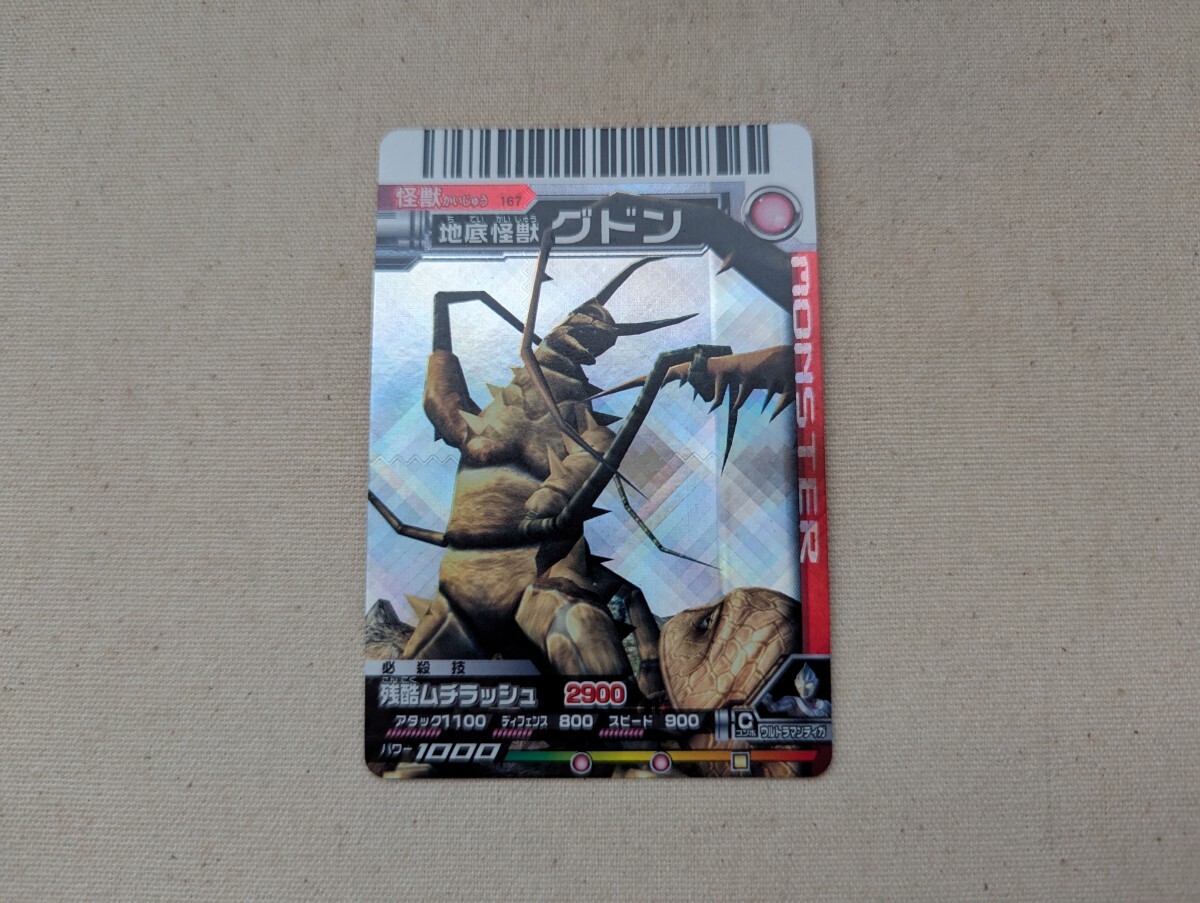 怪獣 かいじゅう 167
ち てい かい じゅう
地底怪獣 グドン
MONSTER
必殺技
ざんこく
残酷ムチラッシュ 2900
アタック1100 ディフェンス 800 スピード 900
C
コンボ ウルトラマンティガ
パワー 1000